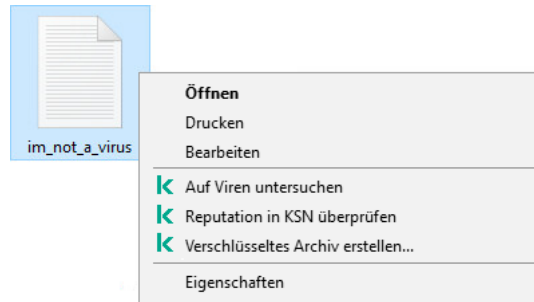 im_not_a_virus
Öffnen
Drucken
Bearbeiten
Auf Viren untersuchen
Reputation in KSN überprüfen
Verschlüsseltes Archiv erstellen...
Eigenschaften